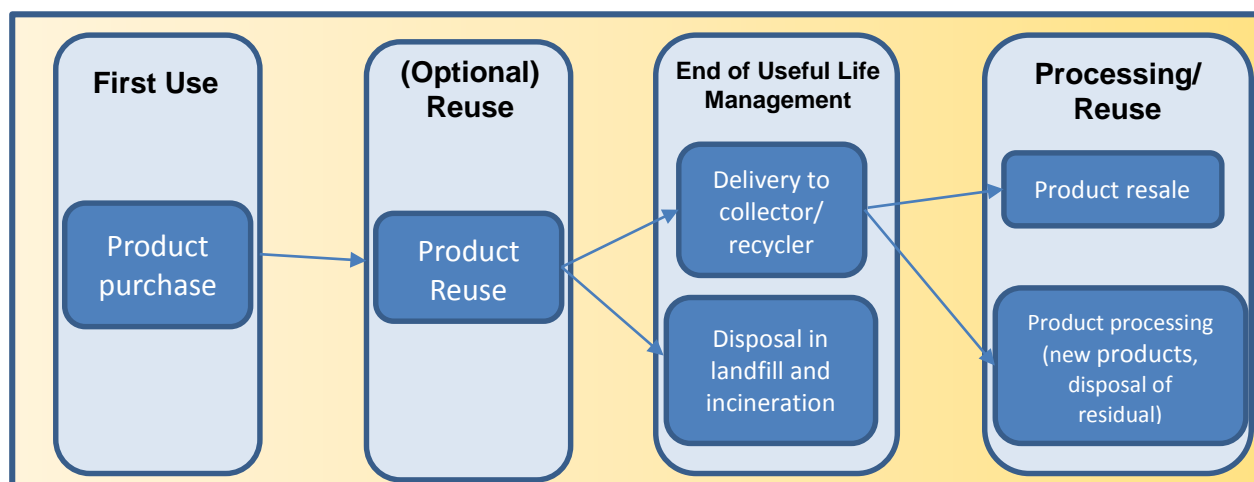 First Use
Product
purchase
(Optional)
Reuse
Product
Reuse
End of Useful Life
Management
Delivery to
collector/
recycler
Disposal in
landfill and
incineration
Processing/
Reuse
Product resale
Product processing
(new products,
disposal of
residual)